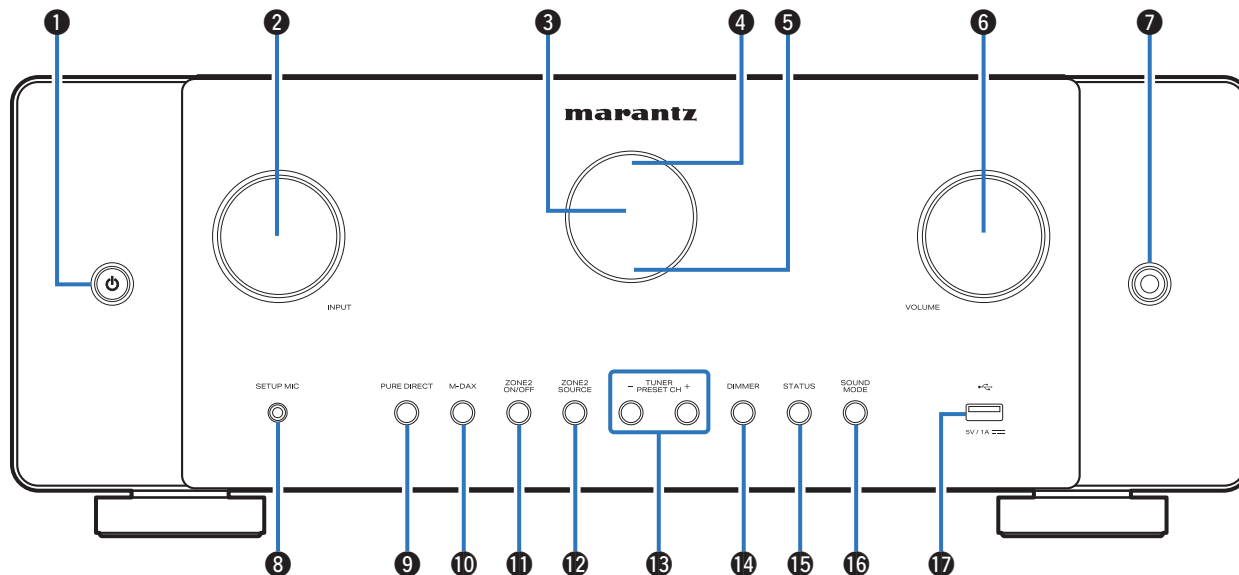 1 2 3 4 5 6 7
marantz
INPUT
VOLUME
SETUP MIC
PURE DIRECT
M-DAX
ZONE2
ON/OFF
ZONE2
SOURCE
− TUNER +
PRESET CH
DIMMER
STATUS
SOUND
MODE
5V / 1A
8 9 10 11 12 13 14 15 16 17